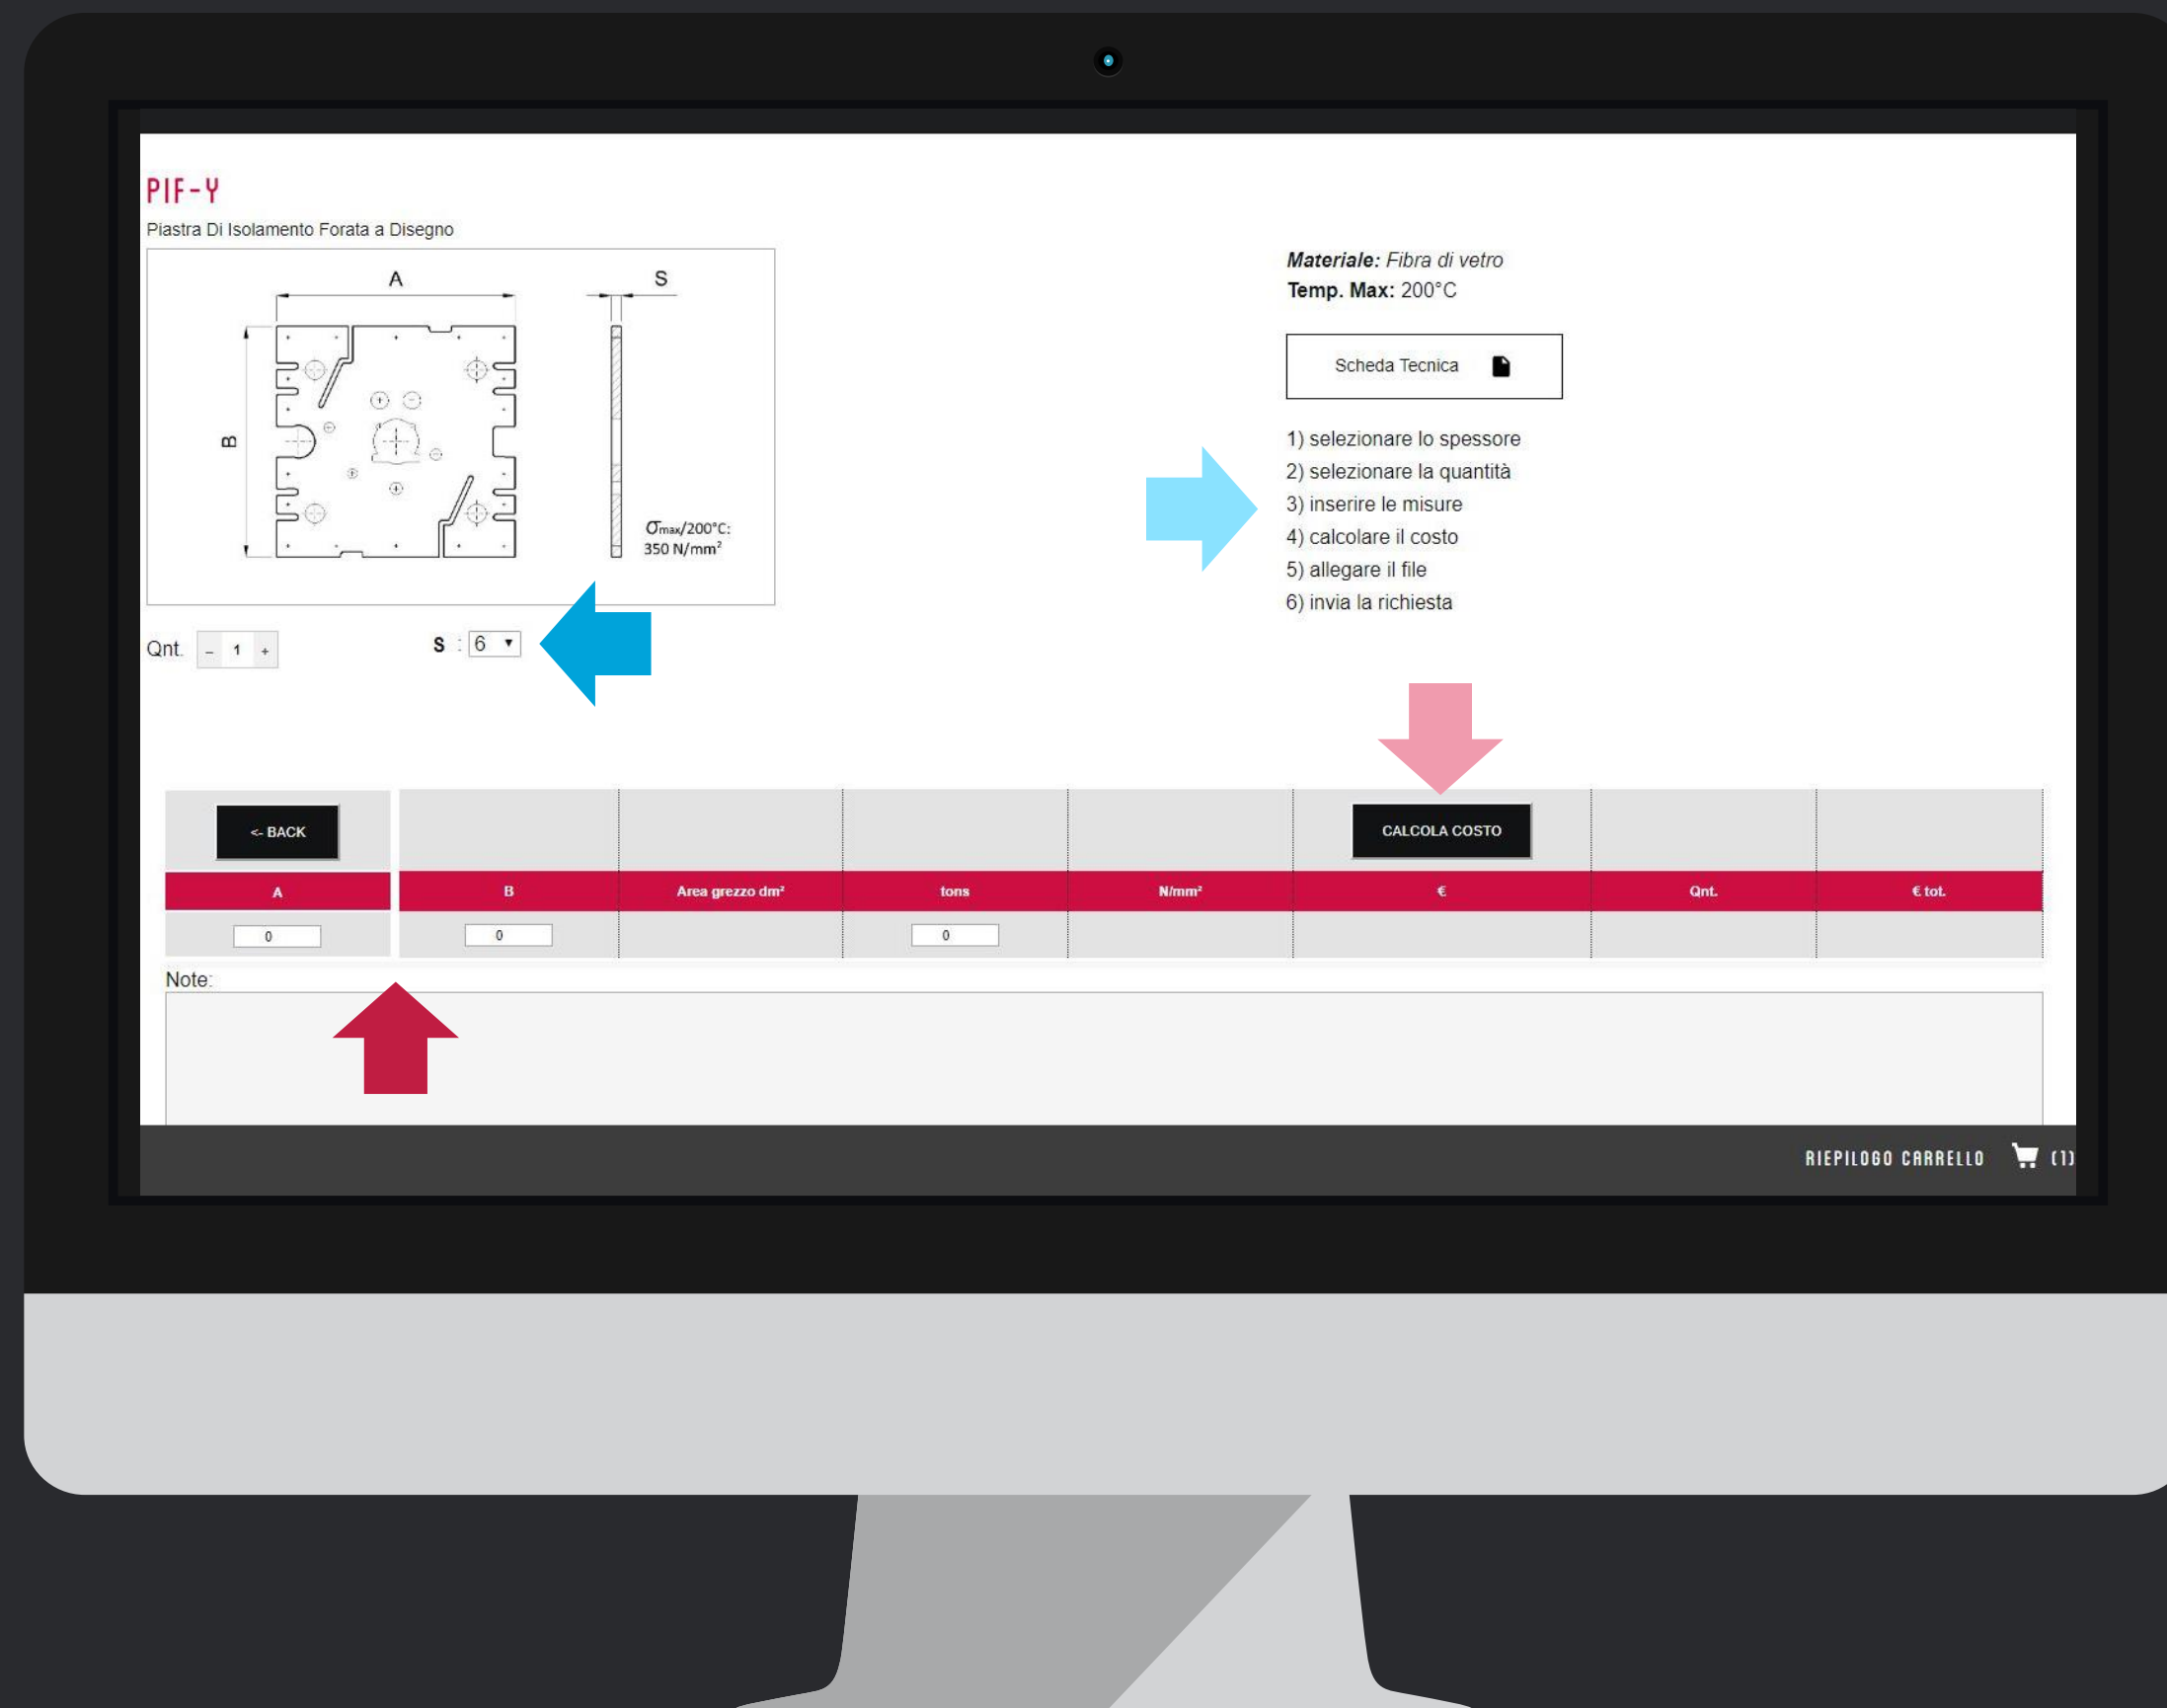 PIF-Y
Piastra Di Isolamento Forata a Disegno
A
S
B
σmax/200°C:
350 N/mm²
Materiale: Fibra di vetro
Temp. Max: 200°C
Scheda Tecnica
1) selezionare lo spessore
2) selezionare la quantità
3) inserire le misure
4) calcolare il costo
5) allegare il file
6) invia la richiesta
Qnt. – 1 +
S : 6
<- BACK
CALCOLA COSTO
A B Area grezzo dm² tons N/mm² € Qnt. € tot.
0 0 0
Note:
RIEPILOGO CARRELLO (1)